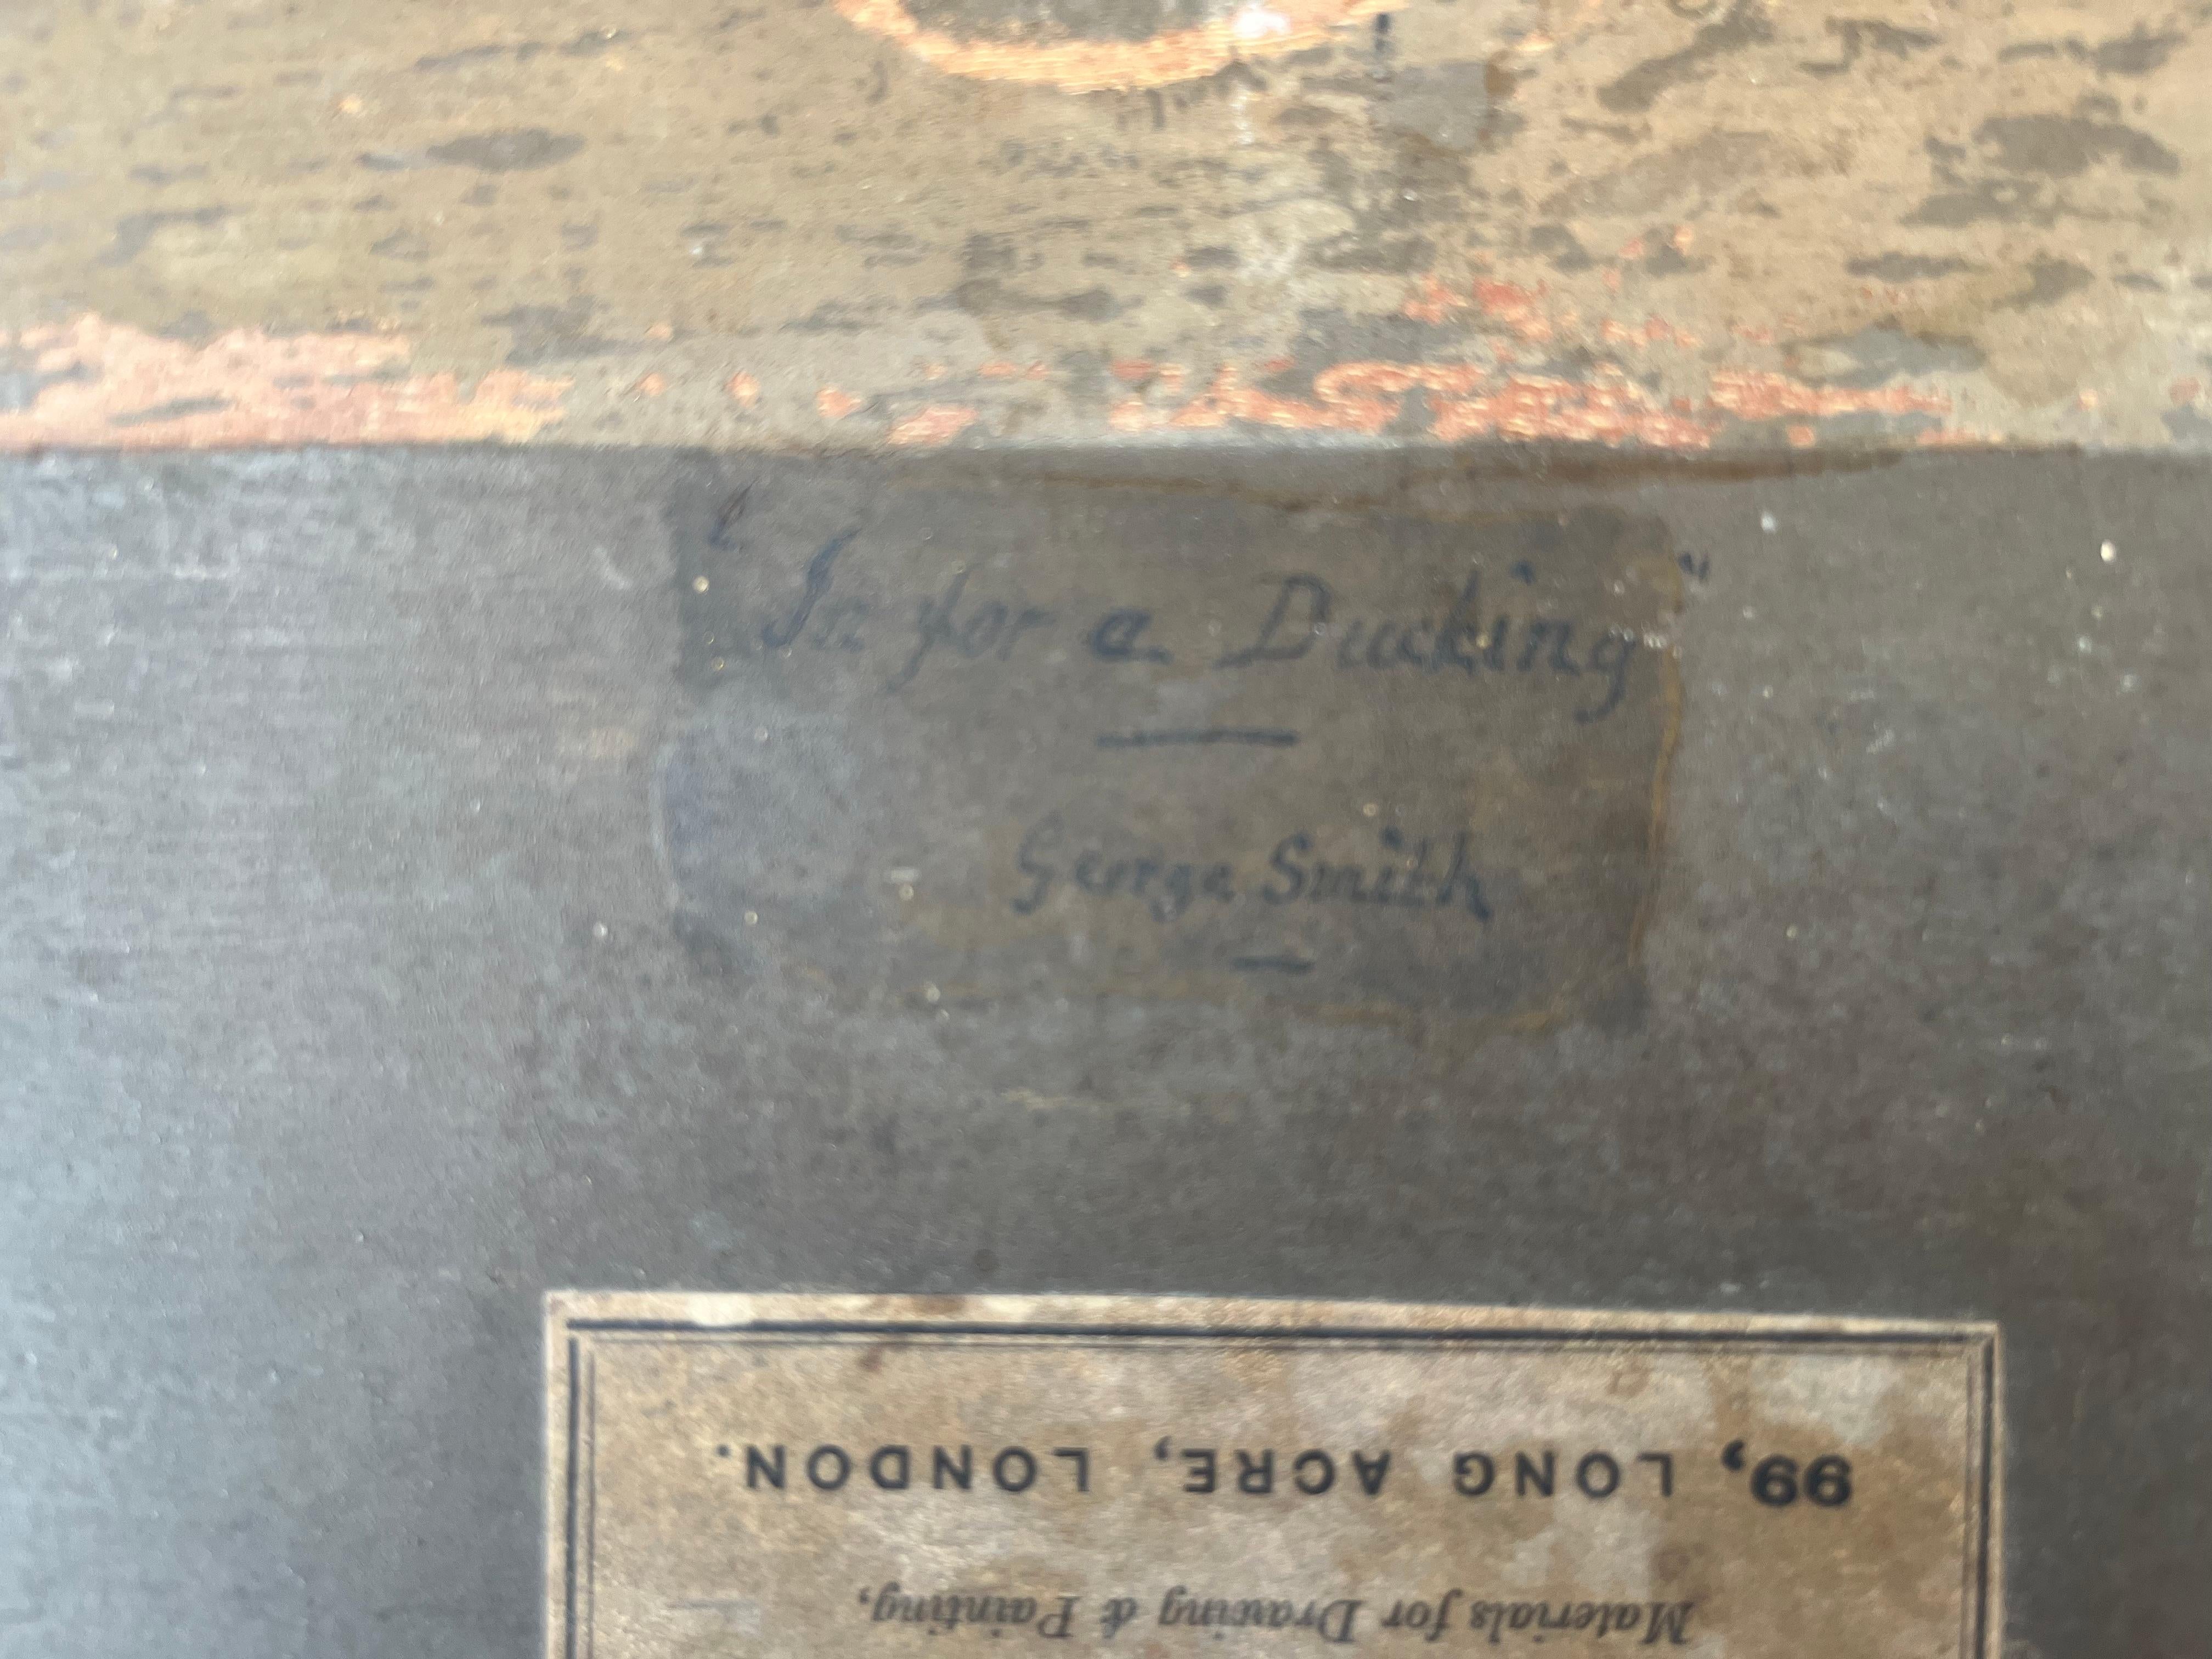 "In for a Ducking"
George Smith
99, LONG ACRE, LONDON.
Materials for Drawing & Painting,